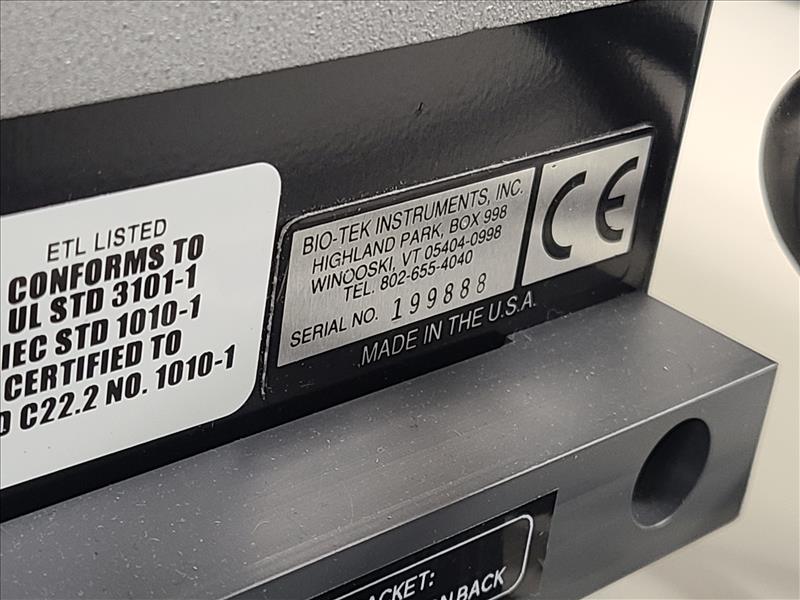 ETL LISTED
CONFORMS TO
UL STD 3101-1
IEC STD 1010-1
CERTIFIED TO
C22.2 NO. 1010-1
BIO-TEK INSTRUMENTS, INC.
HIGHLAND PARK, BOX 998
WINOOSKI, VT 05404-0998
TEL. 802-655-4040
SERIAL NO. 199888
MADE IN THE U.S.A.
CE
ACKET:
N BACK